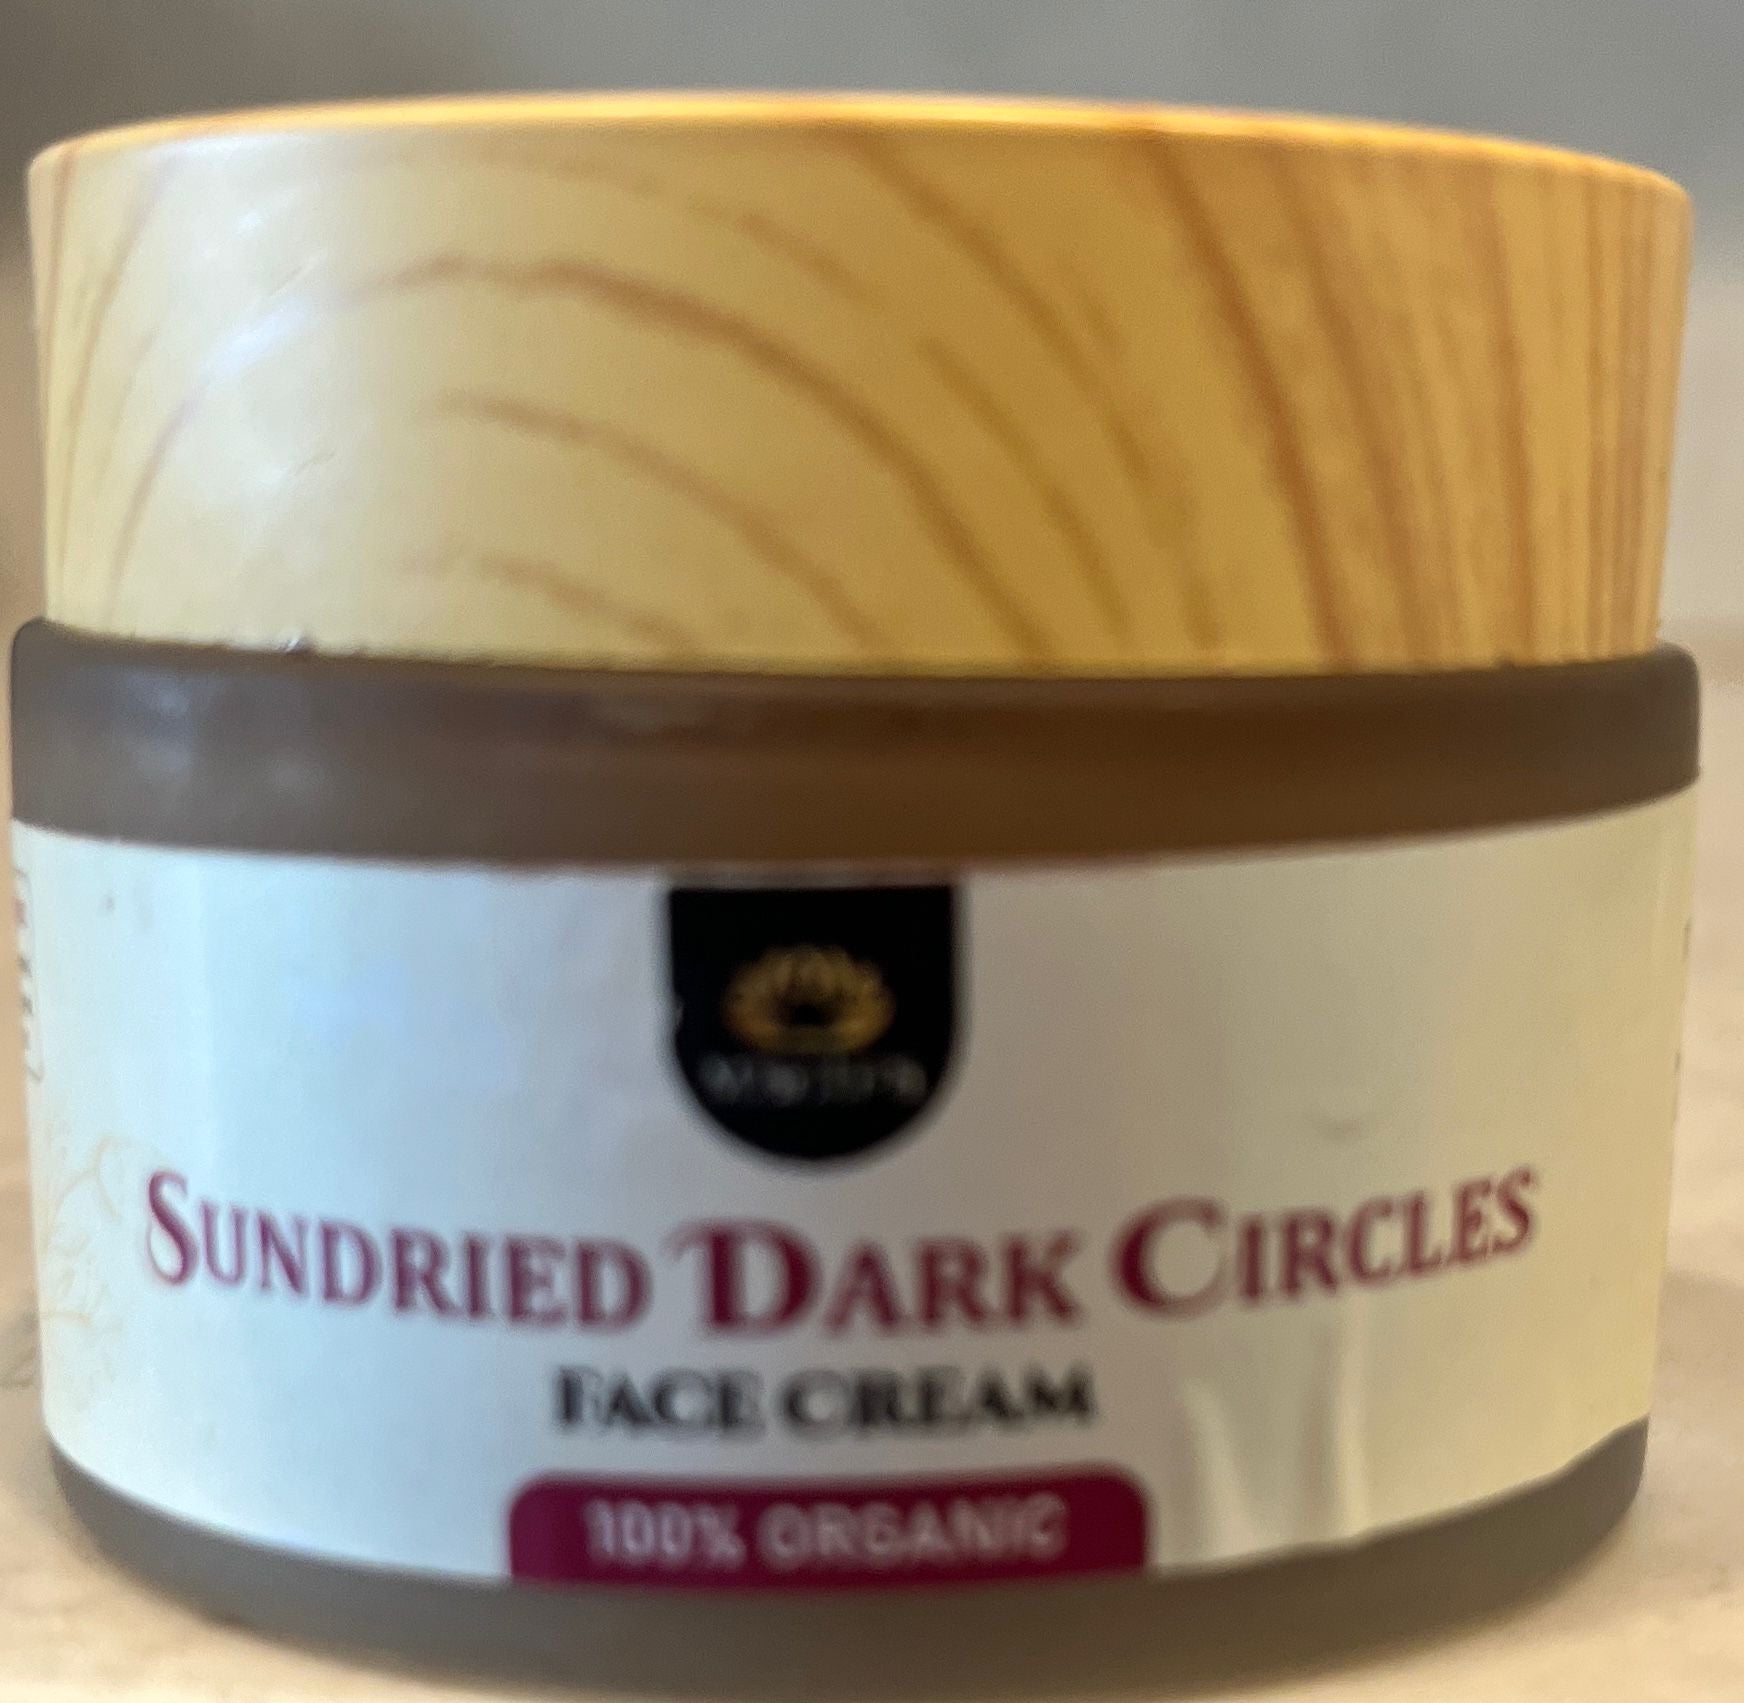 SUNDRIED DARK CIRCLES
FACE CREAM
100% ORGANIC